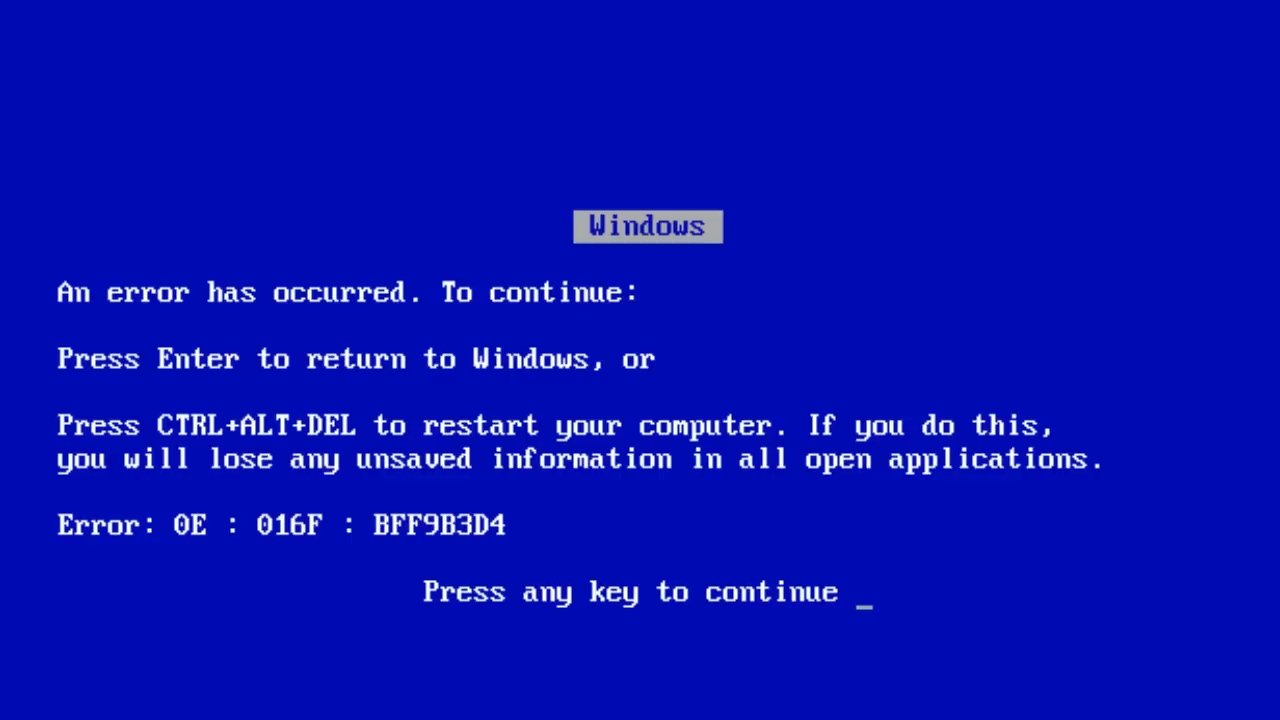 Windows
An error has occurred. To continue:
Press Enter to return to Windows, or
Press CTRL+ALT+DEL to restart your computer. If you do this,
you will lose any unsaved information in all open applications.
Error: 0E : 016F : BFF9B3D4
Press any key to continue _